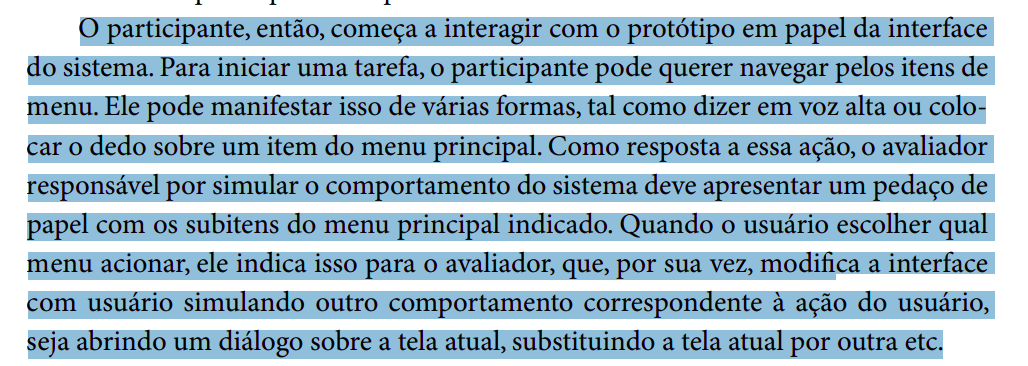 O participante, então, começa a interagir com o protótipo em papel da interface
do sistema. Para iniciar uma tarefa, o participante pode querer navegar pelos itens de
menu. Ele pode manifestar isso de várias formas, tal como dizer em voz alta ou colo-
car o dedo sobre um item do menu principal. Como resposta a essa ação, o avaliador
responsável por simular o comportamento do sistema deve apresentar um pedaço de
papel com os subitens do menu principal indicado. Quando o usuário escolher qual
menu acionar, ele indica isso para o avaliador, que, por sua vez, modifica a interface
com usuário simulando outro comportamento correspondente à ação do usuário,
seja abrindo um diálogo sobre a tela atual, substituindo a tela atual por outra etc.